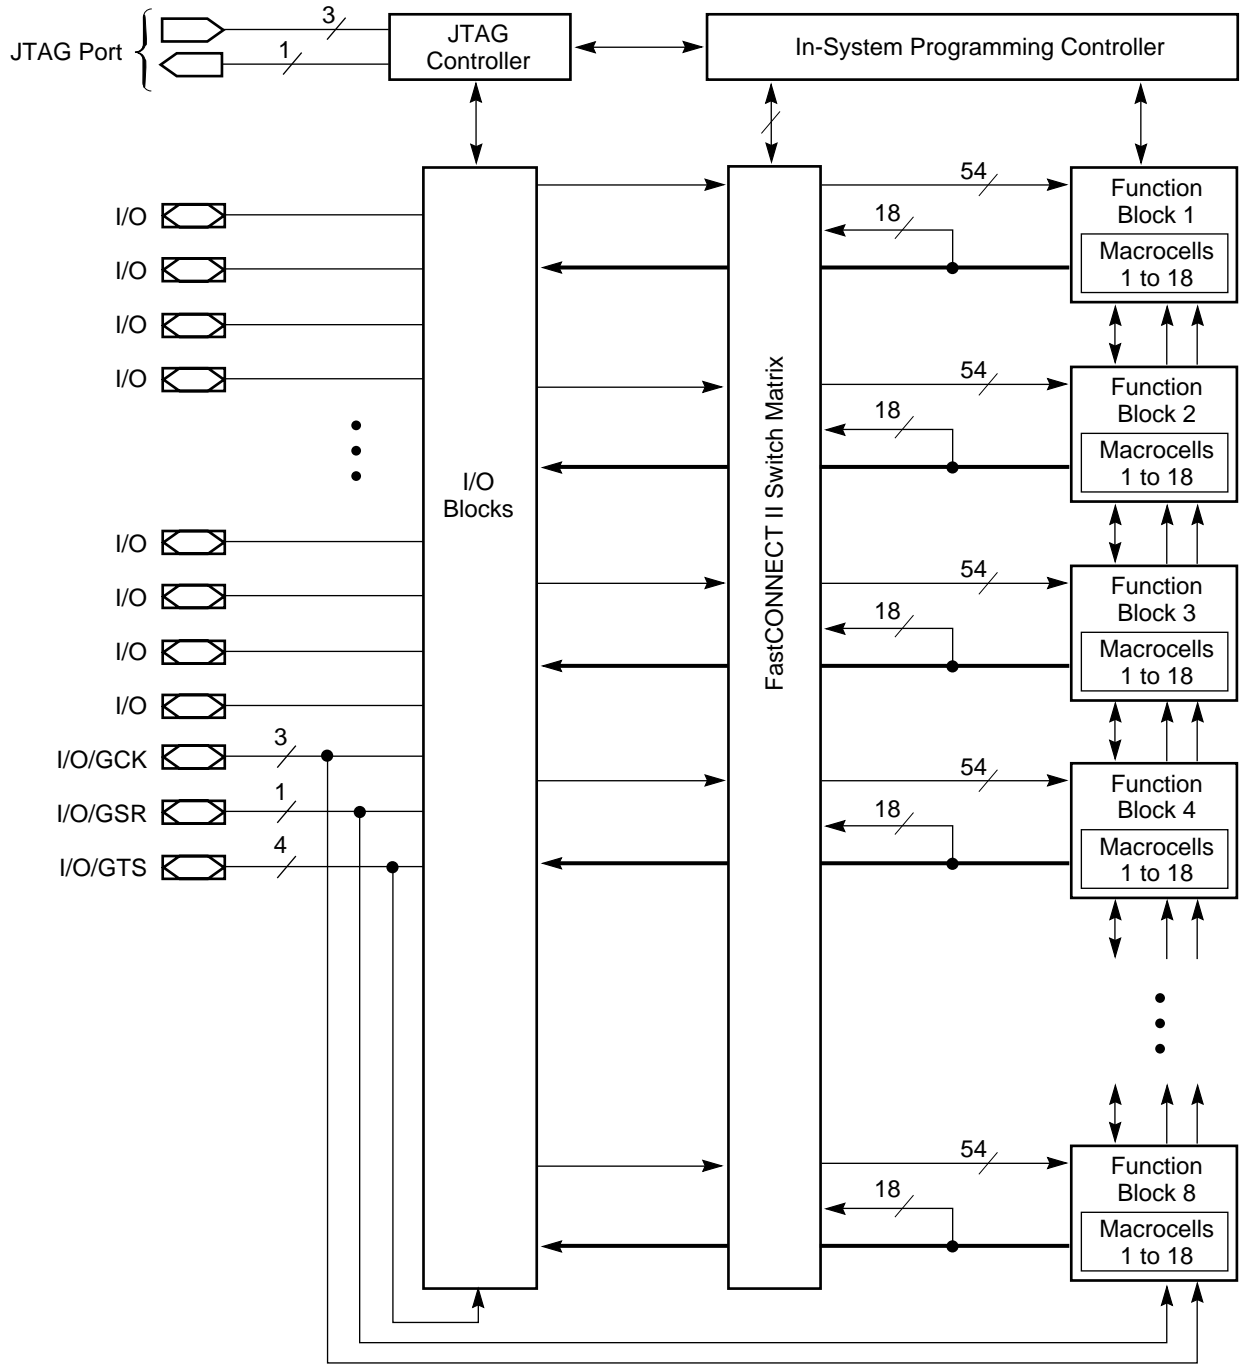 JTAG Port
3
1
JTAG
Controller
In-System Programming Controller
I/O
I/O
I/O
I/O
I/O
I/O
I/O
I/O
I/O/GCK
3
I/O/GSR
1
I/O/GTS
4
I/O
Blocks
FastCONNECT II Switch Matrix
54
18
Function
Block 1
Macrocells
1 to 18
54
18
Function
Block 2
Macrocells
1 to 18
54
18
Function
Block 3
Macrocells
1 to 18
54
18
Function
Block 4
Macrocells
1 to 18
54
18
Function
Block 8
Macrocells
1 to 18